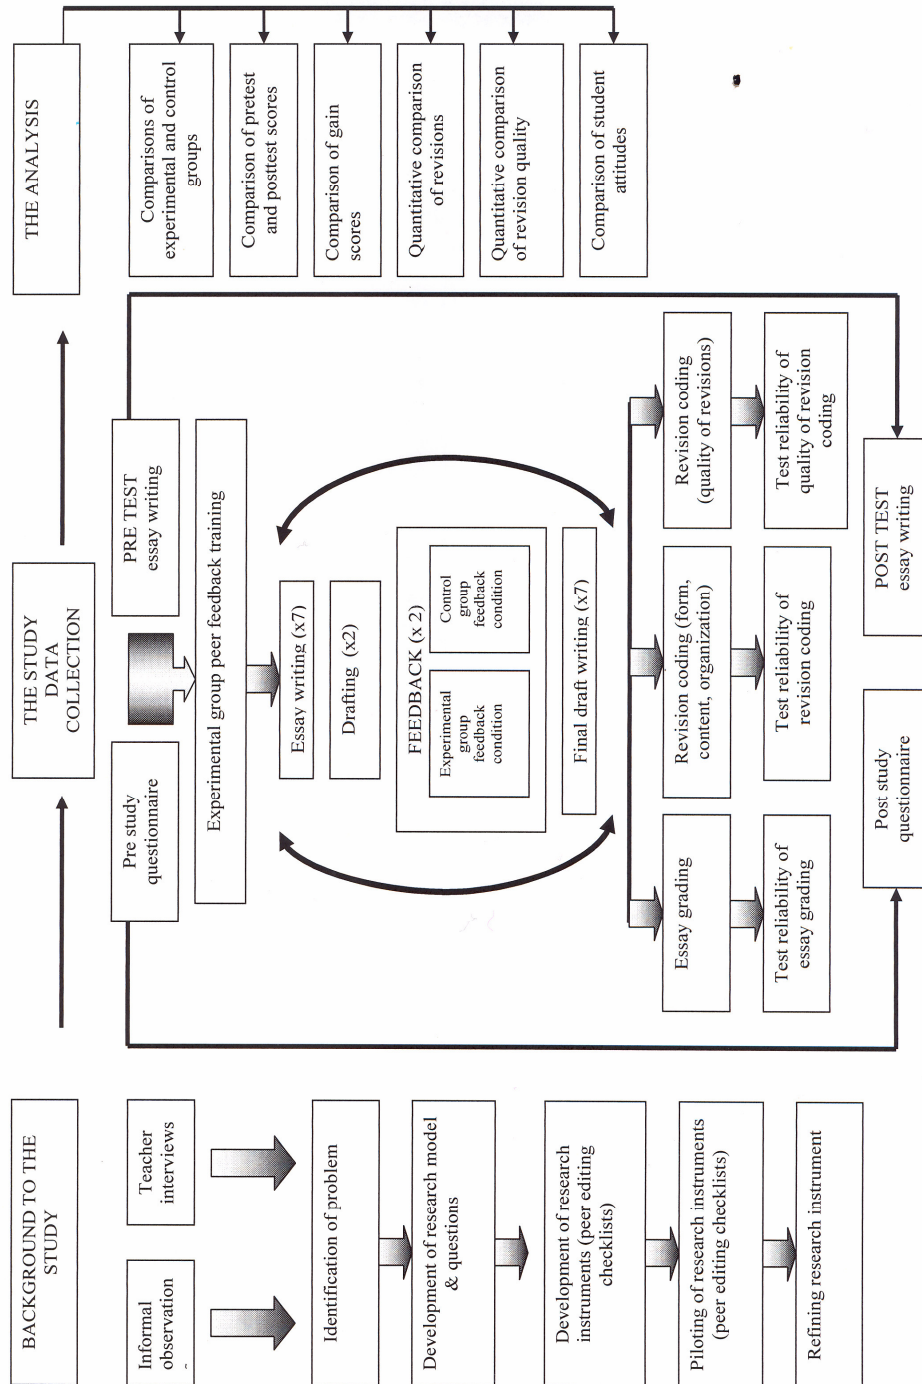 BACKGROUND TO THE
STUDY
Informal
observation
Teacher
interviews
Identification of problem
Development of research model
& questions
Development of research
instruments (peer editing
checklists)
Piloting of research instruments
(peer editing checklists)
Refining research instrument
THE STUDY
DATA
COLLECTION
Pre study
questionnaire
PRE TEST
essay writing
Experimental group peer feedback training
Essay writing (x7)
Drafting (x2)
FEEDBACK (x 2)
Experimental
group
feedback
condition
Control
group
feedback
condition
Final draft writing (x7)
Essay grading
Revision coding (form,
content, organization)
Revision coding
(quality of revisions)
Test reliability of
essay grading
Test reliability of
revision coding
Test reliability of
quality of revision
coding
Post study
questionnaire
POST TEST
essay writing
THE ANALYSIS
Comparisons of
experimental and control
groups
Comparison of pretest
and posttest scores
Comparison of gain
scores
Quantitative comparison
of revisions
Quantitative comparison
of revision quality
Comparison of student
attitudes